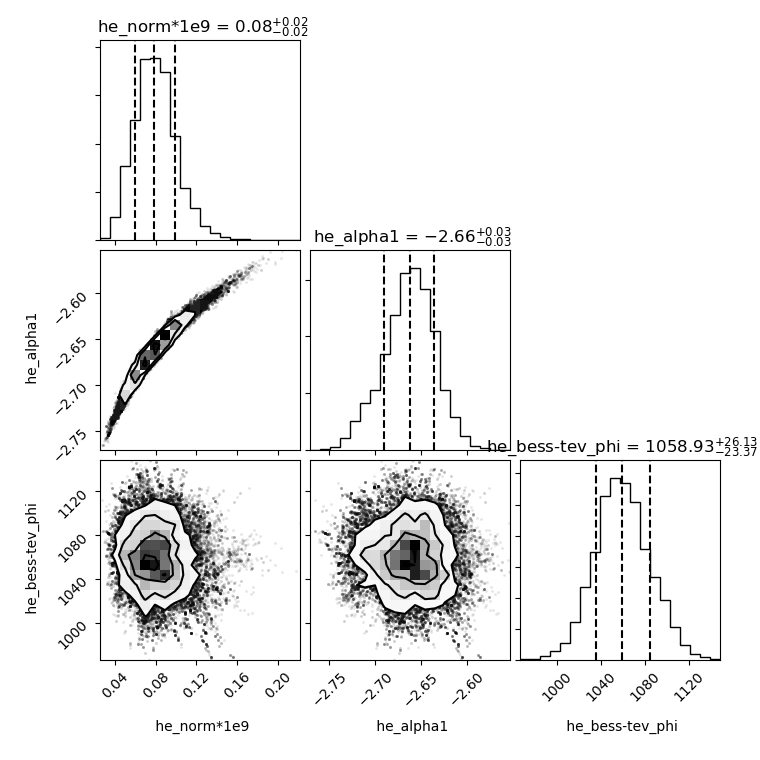 he_norm*1e9 = 0.08+0.02−0.02
he_alpha1 = −2.66+0.03−0.03
he_alpha1
−2.60
−2.65
−2.70
−2.75
he_bess-tev_phi = 1058.93+26.13−23.37
he_bess-tev_phi
1120
1080
1040
1000
0.04 0.08 0.12 0.16 0.20
−2.75 −2.70 −2.65 −2.60
1000 1040 1080 1120
he_norm*1e9 he_alpha1 he_bess-tev_phi